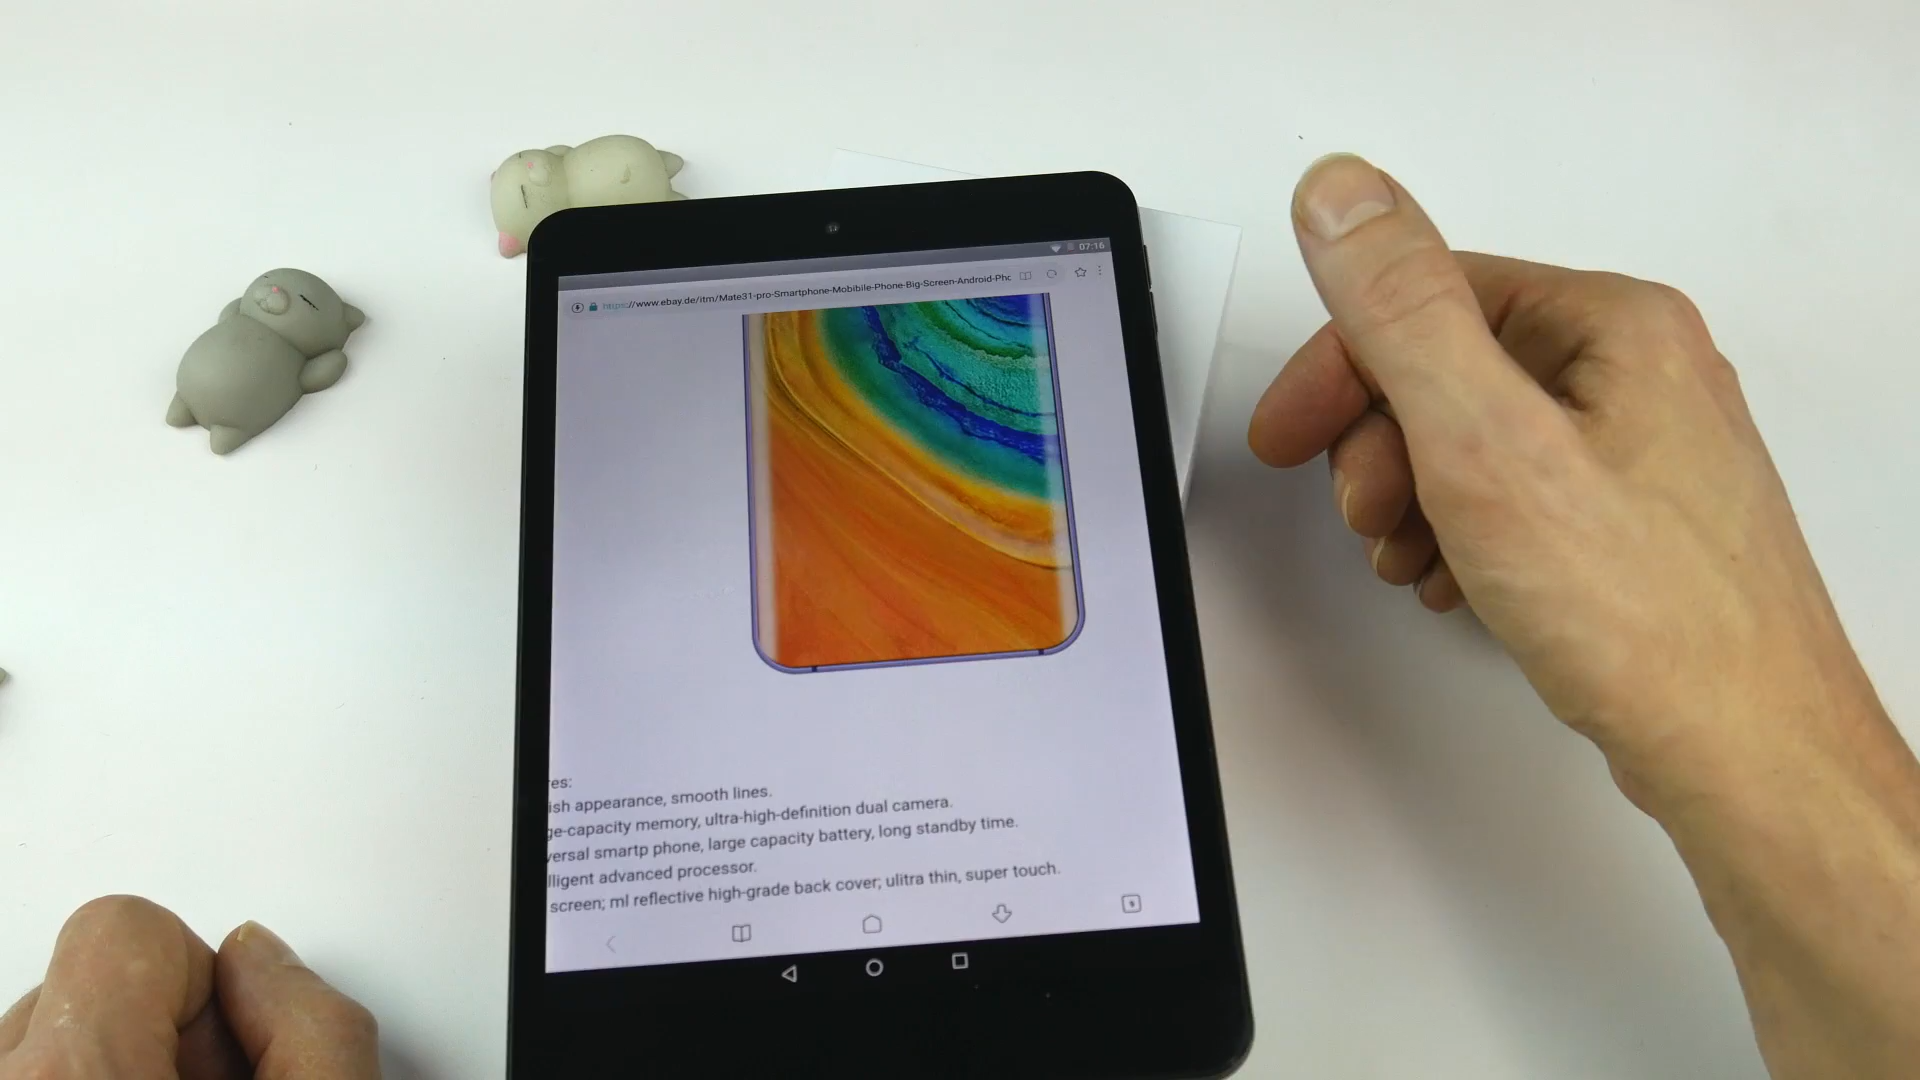 07:16
https://www.ebay.de/itm/Mate31-pro-Smartphone-Mobibile-Phone-Big-Screen-Android-Pho
res:
ish appearance, smooth lines.
ge-capacity memory, ultra-high-definition dual camera.
versal smartp phone, large capacity battery, long standby time.
lligent advanced processor.
screen; ml reflective high-grade back cover; ulitra thin, super touch.